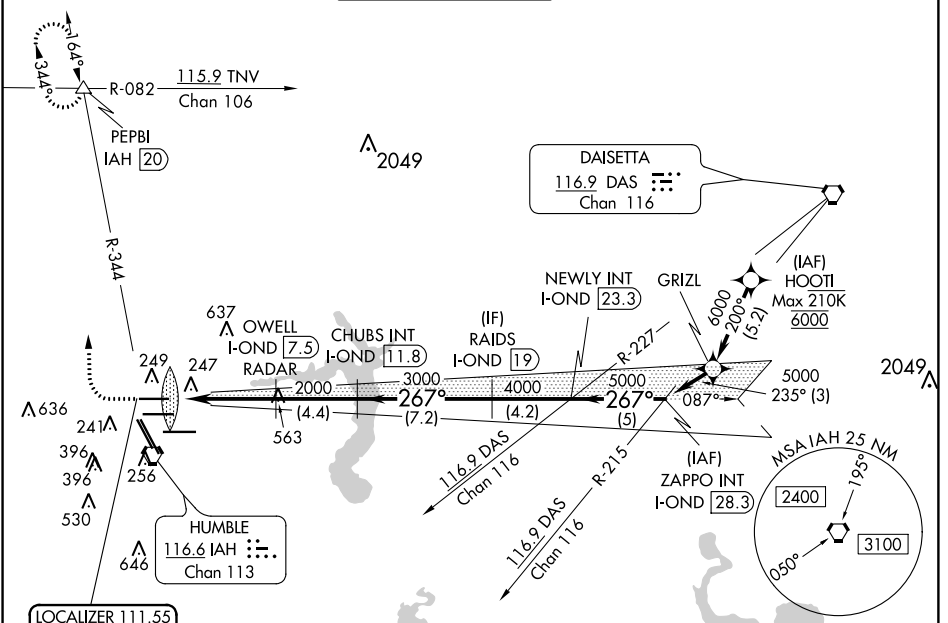 164°
344°
R-082
115.9 TNV
Chan 106
PEPBI
IAH 20
2049
DAISETTA
116.9 DAS
Chan 116
R-344
NEWLY INT
I-OND 23.3
GRIZL
(IAF)
HOOTI
Max 210K
6000
6000
200°
(5.2)
637
OWELL
I-OND 7.5
RADAR
CHUBS INT
I-OND 11.8
(IF)
RAIDS
I-OND 19
R-227
249
247
2049
2000
3000
4000
5000
5000
267°
267°
087°
235° (3)
(4.4)
(7.2)
(4.2)
(5)
636
241
563
396
396
256
530
116.9 DAS
Chan 116
R-215
(IAF)
ZAPPO INT
I-OND 28.3
MSA IAH 25 NM
195°
2400
3100
050°
HUMBLE
116.6 IAH
Chan 113
646
116.9 DAS
Chan 116
LOCALIZER 111.55